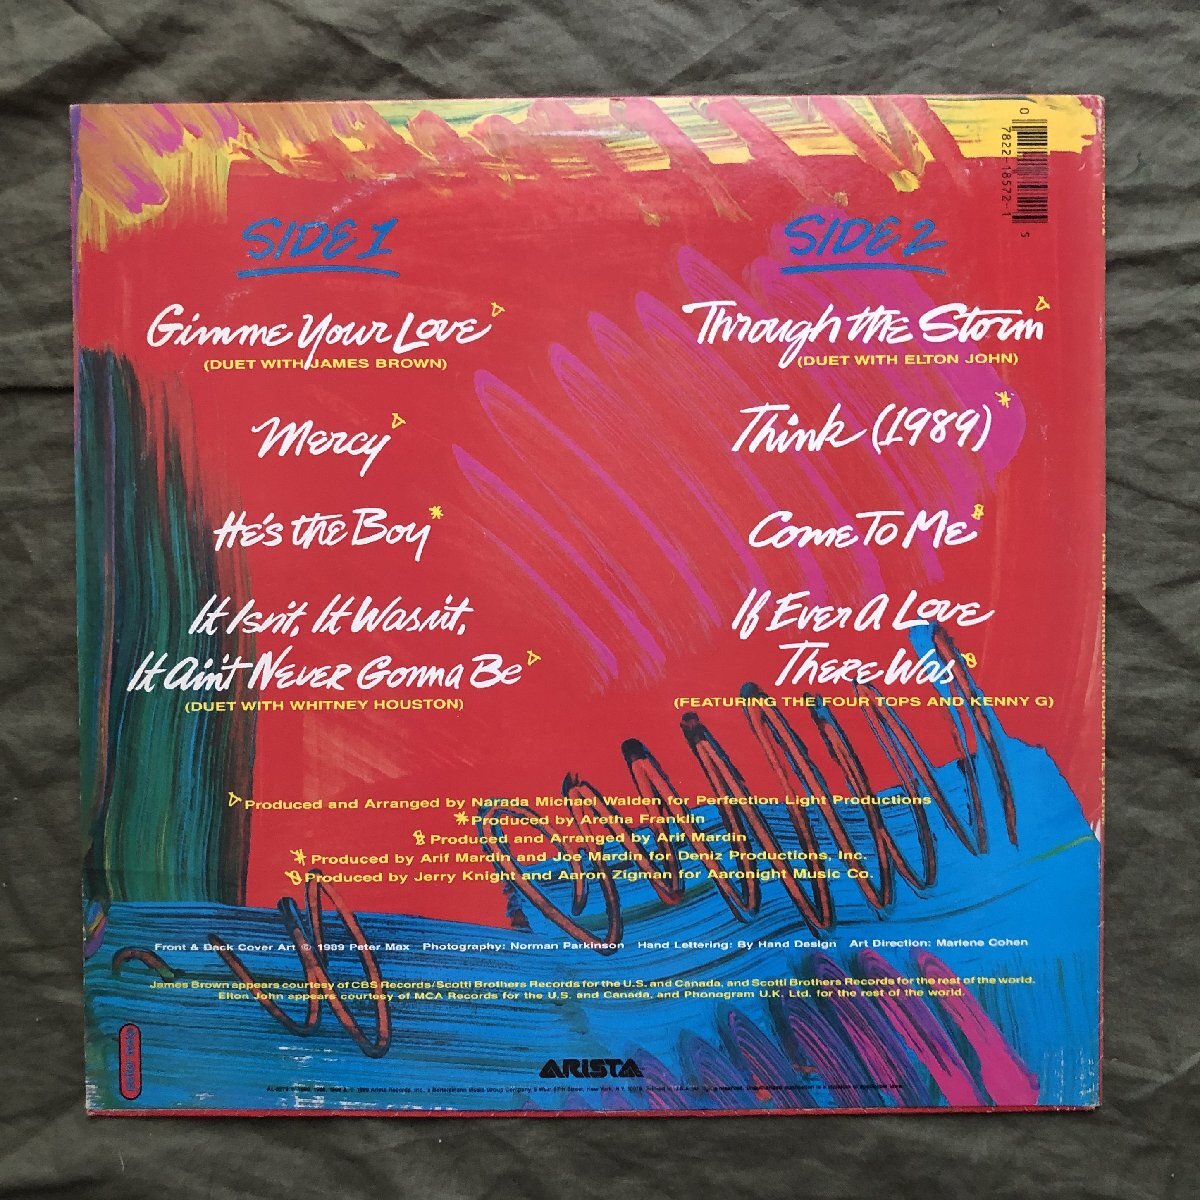 0
78221-18572-1
5
SIDE 1
Gimme Your Love
(DUET WITH JAMES BROWN)
Mercy
He's the Boy
It Isn't, It Wasn't,
It Ain't Never Gonna Be
(DUET WITH WHITNEY HOUSTON)
SIDE 2
Through the Storm
(DUET WITH ELTON JOHN)
Think (1989)
Come To Me
If Ever A Love
There Was
(FEATURING THE FOUR TOPS AND KENNY G)
Produced and Arranged by Narada Michael Walden for Perfection Light Productions
*Produced by Aretha Franklin
Produced and Arranged by Arif Mardin
Produced by Arif Mardin and Joe Mardin for Deniz Productions, Inc.
Produced by Jerry Knight and Aaron Zigman for Aaronight Music Co.
Front & Back Cover Art © 1989 Peter Max Photography: Norman Parkinson Hand Lettering: By Hand Design Art Direction: Marlene Cohen
James Brown appears courtesy of CBS Records/Scotti Brothers Records for the U.S. and Canada, and Scotti Brothers Records for the rest of the world.
Elton John appears courtesy of MCA Records for the U.S. and Canada, and Phonogram U.K. Ltd. for the rest of the world.
ARISTA